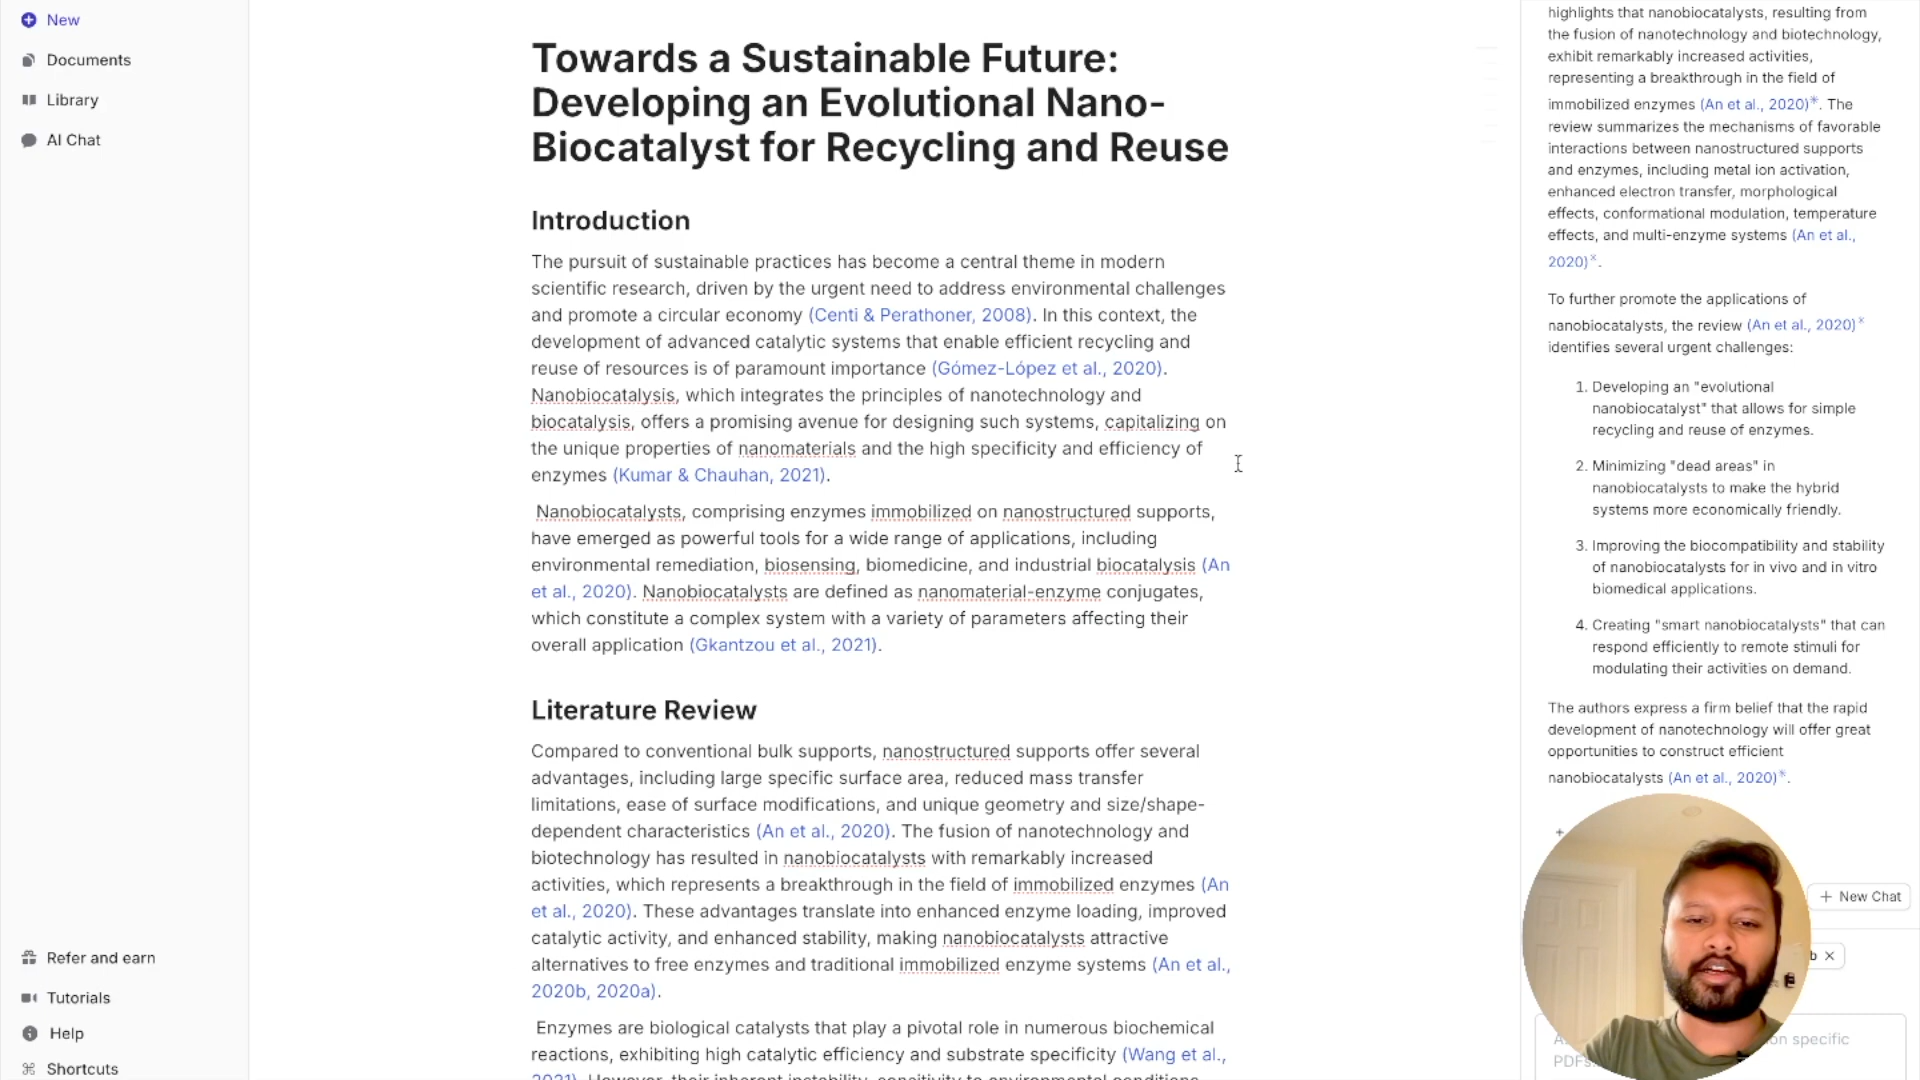 New
Documents
Library
AI Chat
Refer and earn
Tutorials
Help
Shortcuts
Towards a Sustainable Future:
Developing an Evolutional Nano-
Biocatalyst for Recycling and Reuse
Introduction
The pursuit of sustainable practices has become a central theme in modern
scientific research, driven by the urgent need to address environmental challenges
and promote a circular economy (Centi & Perathoner, 2008). In this context, the
development of advanced catalytic systems that enable efficient recycling and
reuse of resources is of paramount importance (Gómez-López et al., 2020).
Nanobiocatalysis, which integrates the principles of nanotechnology and
biocatalysis, offers a promising avenue for designing such systems, capitalizing on
the unique properties of nanomaterials and the high specificity and efficiency of
enzymes (Kumar & Chauhan, 2021).
Nanobiocatalysts, comprising enzymes immobilized on nanostructured supports,
have emerged as powerful tools for a wide range of applications, including
environmental remediation, biosensing, biomedicine, and industrial biocatalysis (An
et al., 2020). Nanobiocatalysts are defined as nanomaterial-enzyme conjugates,
which constitute a complex system with a variety of parameters affecting their
overall application (Gkantzou et al., 2021).
Literature Review
Compared to conventional bulk supports, nanostructured supports offer several
advantages, including large specific surface area, reduced mass transfer
limitations, ease of surface modifications, and unique geometry and size/shape-
dependent characteristics (An et al., 2020). The fusion of nanotechnology and
biotechnology has resulted in nanobiocatalysts with remarkably increased
activities, which represents a breakthrough in the field of immobilized enzymes (An
et al., 2020). These advantages translate into enhanced enzyme loading, improved
catalytic activity, and enhanced stability, making nanobiocatalysts attractive
alternatives to free enzymes and traditional immobilized enzyme systems (An et al.,
2020b, 2020a).
Enzymes are biological catalysts that play a pivotal role in numerous biochemical
reactions, exhibiting high catalytic efficiency and substrate specificity (Wang et al.,
2021). However, their inherent instability, sensitivity to environmental conditions,
highlights that nanobiocatalysts, resulting from
the fusion of nanotechnology and biotechnology,
exhibit remarkably increased activities,
representing a breakthrough in the field of
immobilized enzymes (An et al., 2020)*. The
review summarizes the mechanisms of favorable
interactions between nanostructured supports
and enzymes, including metal ion activation,
enhanced electron transfer, morphological
effects, conformational modulation, temperature
effects, and multi-enzyme systems (An et al.,
2020)*.
To further promote the applications of
nanobiocatalysts, the review (An et al., 2020)*
identifies several urgent challenges:
1. Developing an "evolutional
nanobiocatalyst" that allows for simple
recycling and reuse of enzymes.
2. Minimizing "dead areas" in
nanobiocatalysts to make the hybrid
systems more economically friendly.
3. Improving the biocompatibility and stability
of nanobiocatalysts for in vivo and in vitro
biomedical applications.
4. Creating "smart nanobiocatalysts" that can
respond efficiently to remote stimuli for
modulating their activities on demand.
The authors express a firm belief that the rapid
development of nanotechnology will offer great
opportunities to construct efficient
nanobiocatalysts (An et al., 2020)*.
+
+ New Chat
b ×
on specific
PDFs